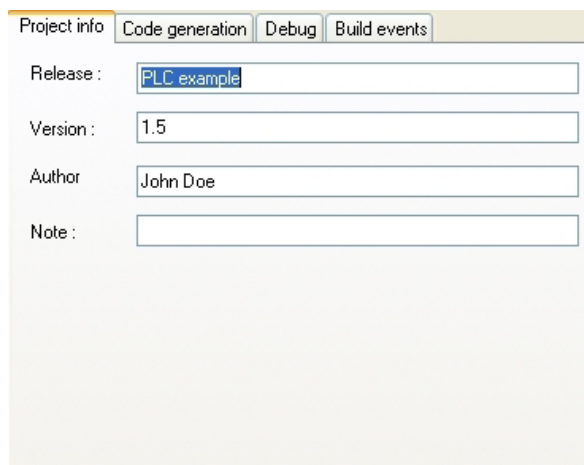 Project info Code generation Debug Build events
Release : PLC example
Version : 1.5
Author John Doe
Note :